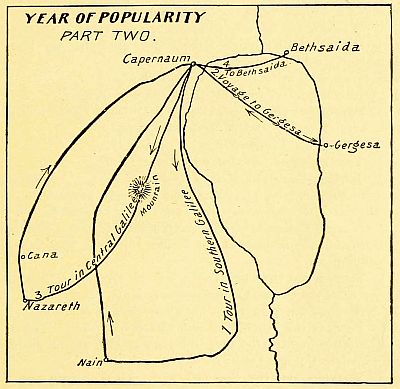 YEAR OF POPULARITY
PART TWO.
Capernaum
Bethsaida
4. To Bethsaida
2 Voyage to Gergesa
Gergesa
Mountain
3 Tour in Central Galilee
1 Tour in Southern Galilee
Cana
Nazareth
Nain